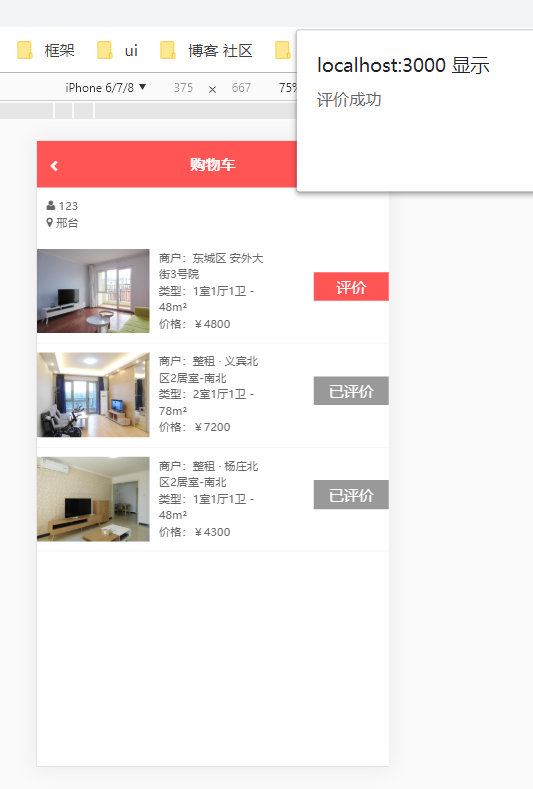 框架 ui 博客 社区
localhost:3000 显示
评价成功
iPhone 6/7/8 ▼ 375 × 667 75%
购物车
123
邢台
商户：东城区 安外大
街3号院
类型：1室1厅1卫 -
48m²
价格：￥4800
评价
商户：整租 · 义宾北
区2居室-南北
类型：2室1厅1卫 -
78m²
价格：￥7200
已评价
商户：整租 · 杨庄北
区2居室-南北
类型：1室1厅1卫 -
48m²
价格：￥4300
已评价